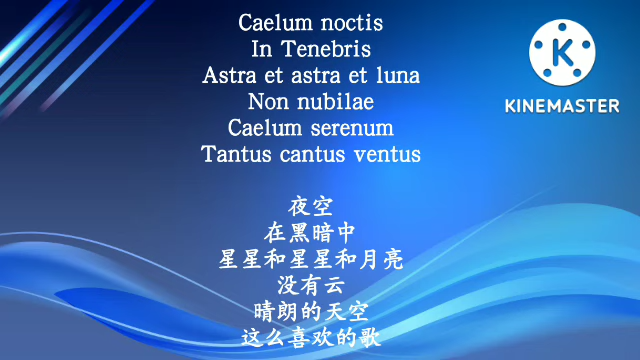 Caelum noctis
In Tenebris
Astra et astra et luna
Non nubilae
Caelum serenum
Tantus cantus ventus
夜空
在黑暗中
星星和星星和月亮
没有云
晴朗的天空
这么喜欢的歌
K
KINEMASTER